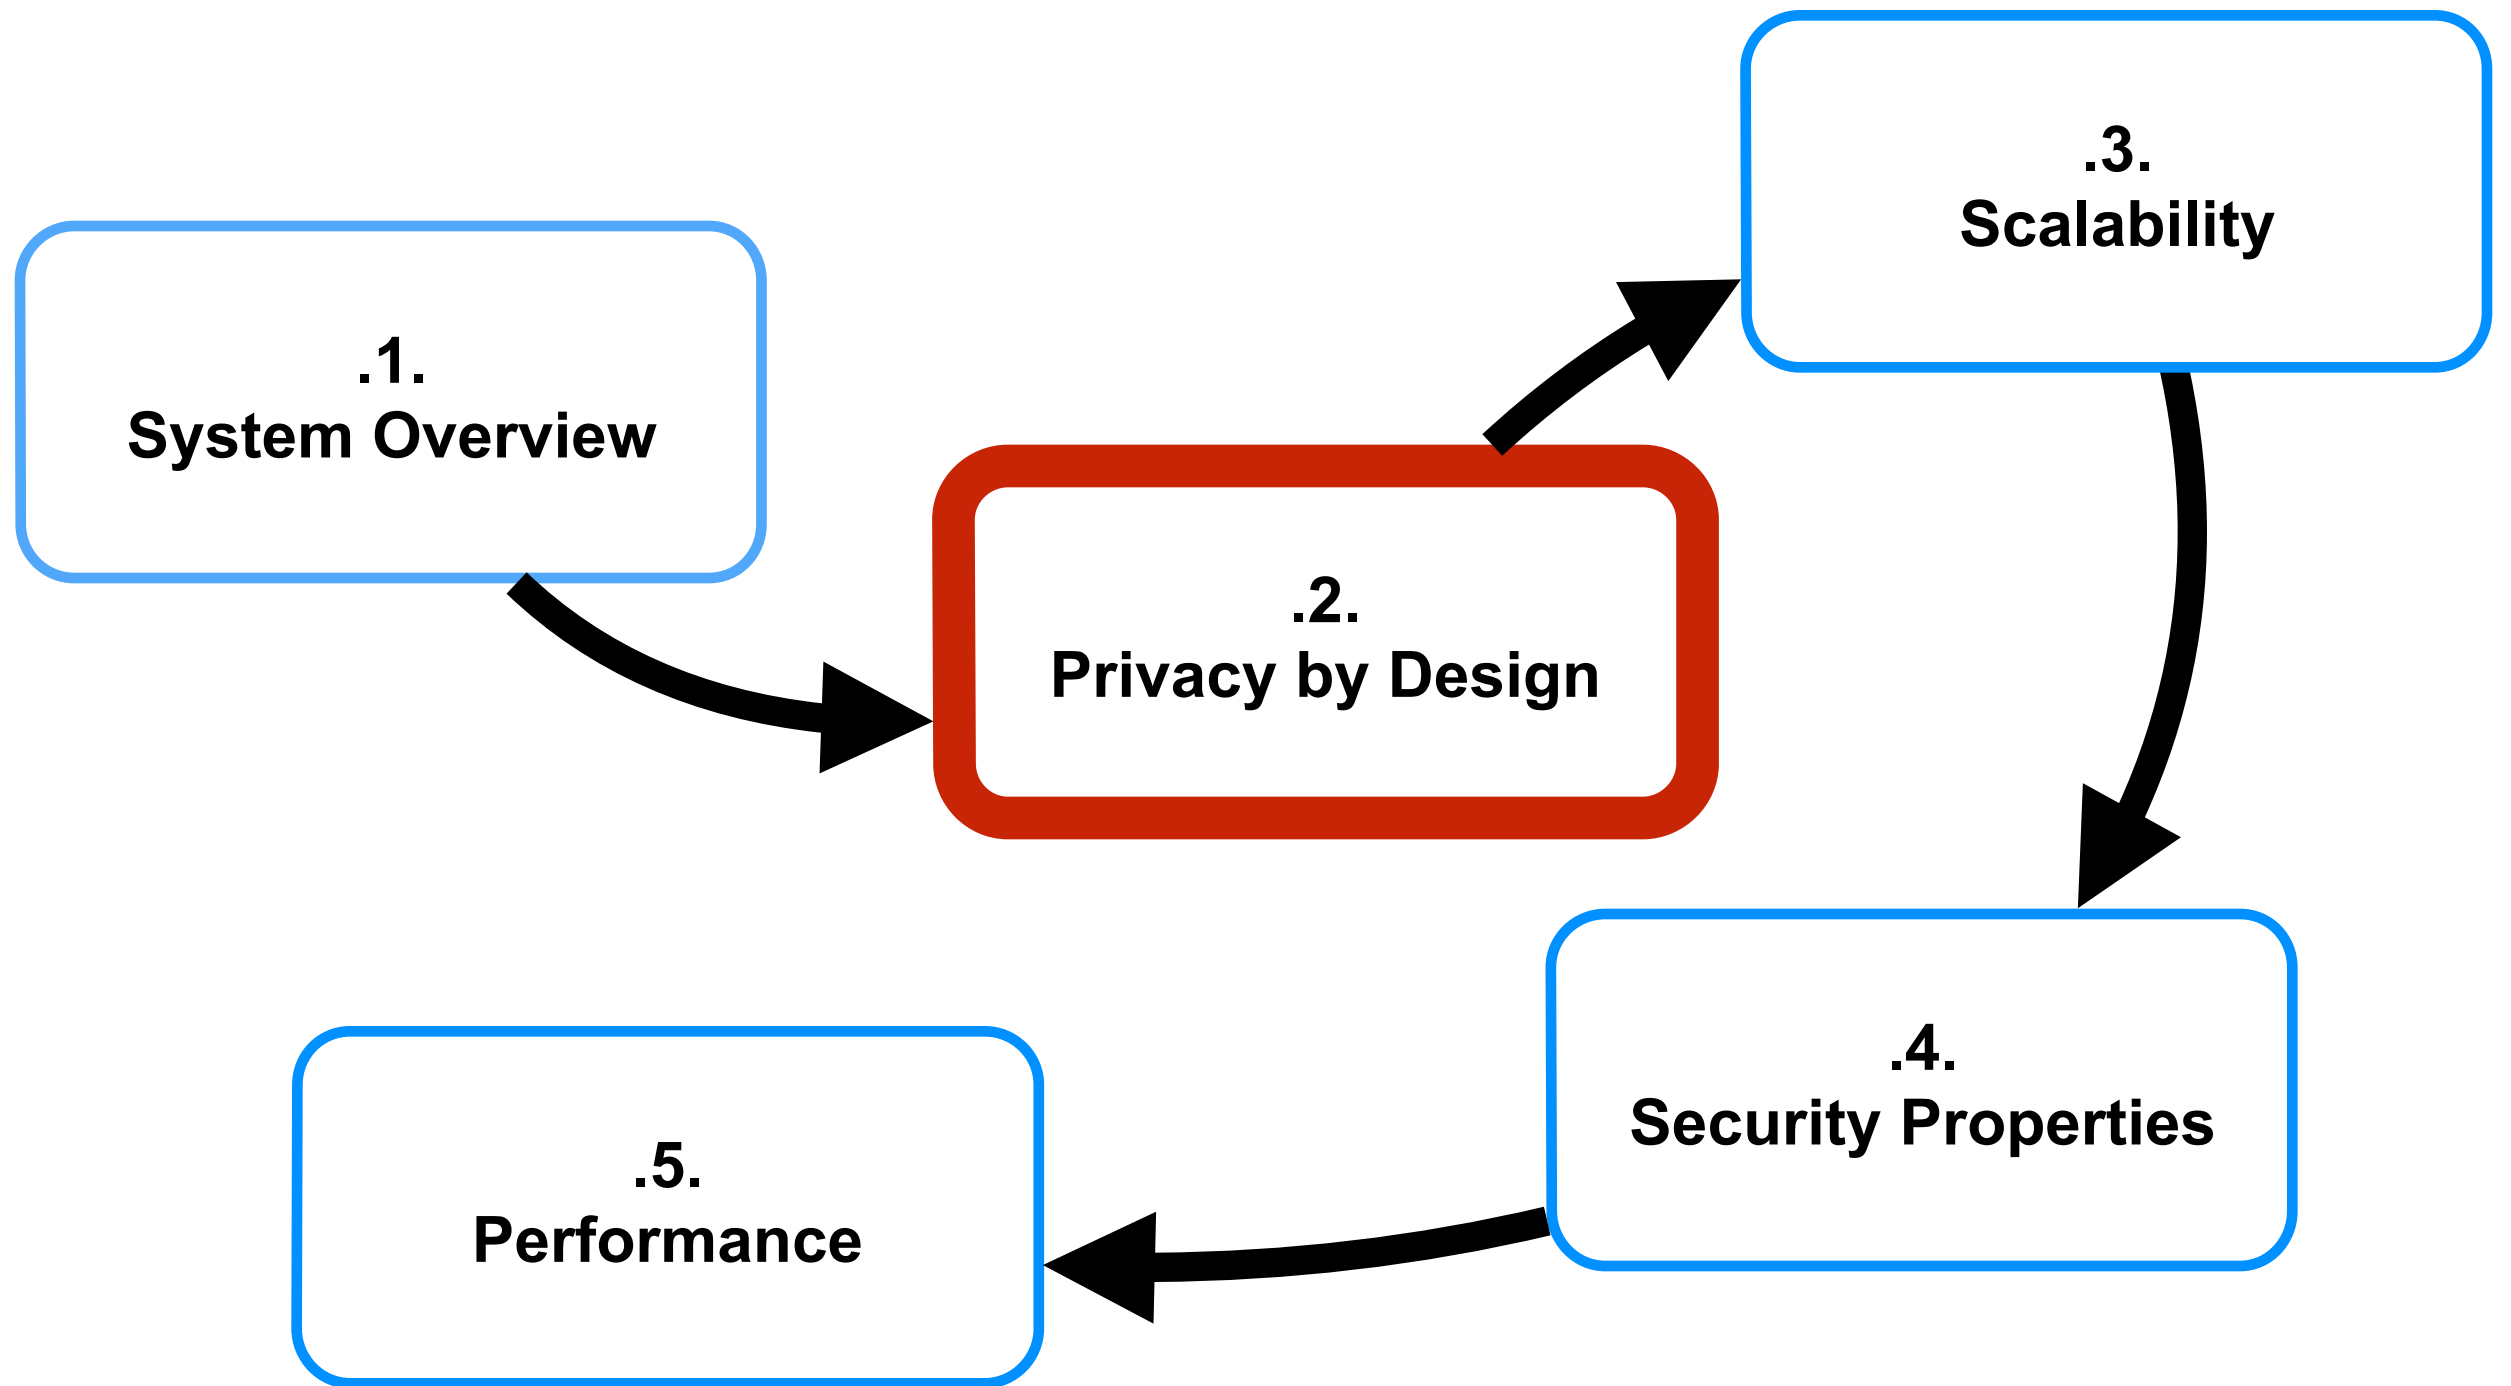 .1.
System Overview
.2.
Privacy by Design
.3.
Scalability
.4.
Security Properties
.5.
Performance